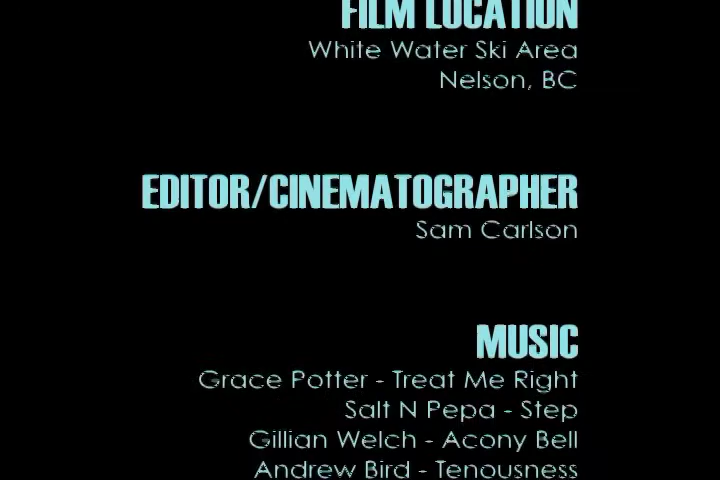 FILM LOCATION
White Water Ski Area
Nelson, BC
EDITOR/CINEMATOGRAPHER
Sam Carlson
MUSIC
Grace Potter - Treat Me Right
Salt N Pepa - Step
Gillian Welch - Acony Bell
Andrew Bird - Tenousness